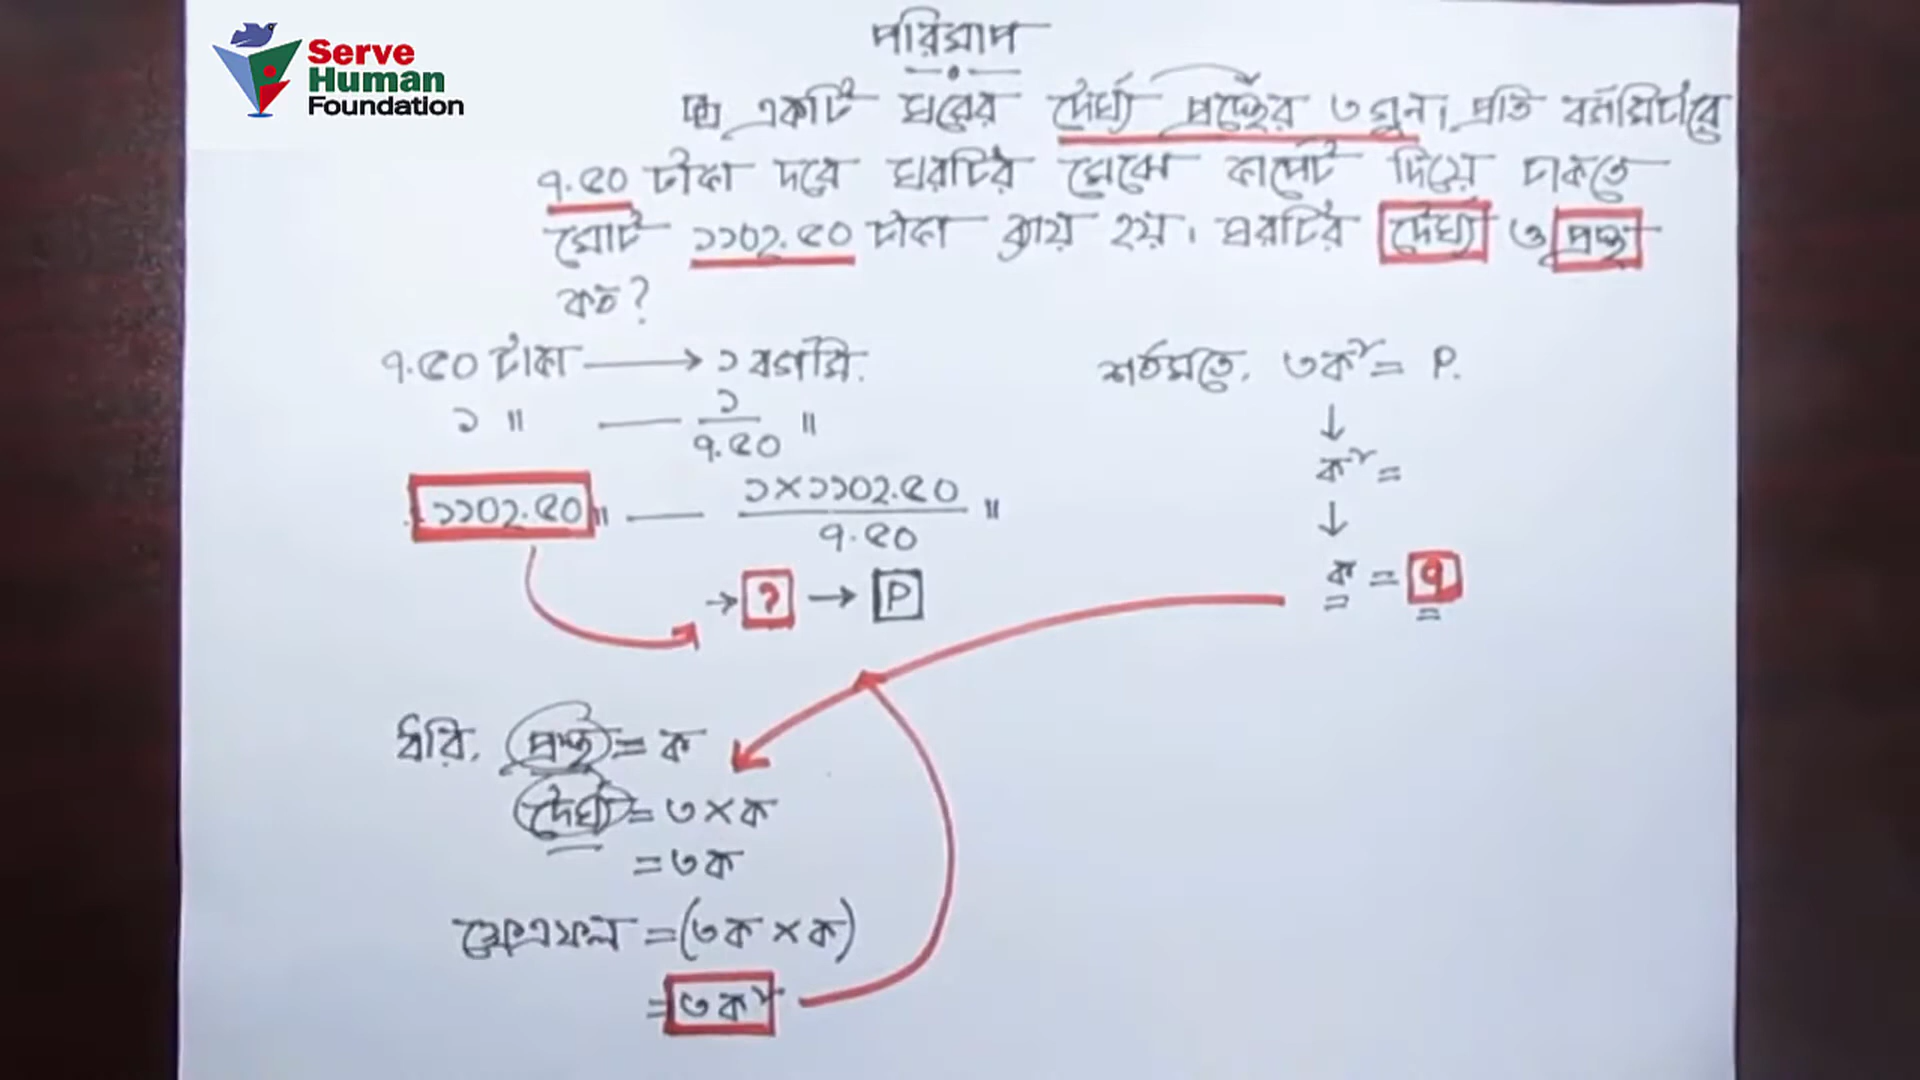 Serve
Human
Foundation
পরিমাপ
একটি ঘরের দৈর্ঘ্য প্রস্থের ৩ গুন। প্রতি বর্গমিটারে
৭.৫০ টাকা দরে ঘরটির মেঝে কার্পেট দিয়ে ঢাকতে
মোট ১১০২.৫০ টাকা ব্যয় হয়। ঘরটির দৈর্ঘ্য ও প্রস্থ
কত?
৭.৫০ টাকা → ১ বর্গমি.
১ " — ১/৭.৫০ "
১১০২.৫০ " — ১×১১০২.৫০/৭.৫০ "
→ ? → P
শর্তমতে, ৩ক² = P.
↓
ক² =
↓
ক = ?
ধরি, প্রস্থ = ক
দৈর্ঘ্য = ৩×ক
= ৩ক
ক্ষেত্রফল = (৩ক × ক)
= ৩ক²